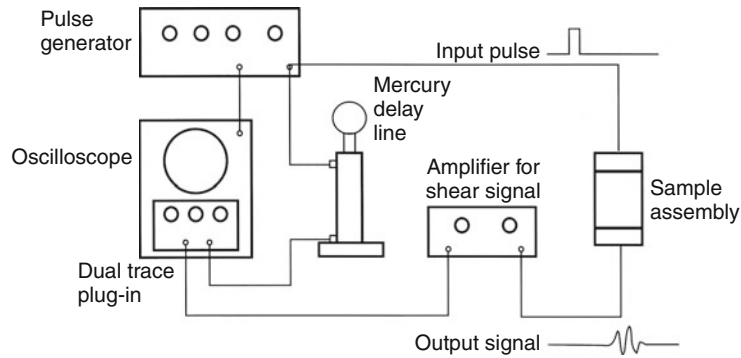 Pulse
generator
Input pulse
Mercury
delay
line
Oscilloscope
Amplifier for
shear signal
Sample
assembly
Dual trace
plug-in
Output signal